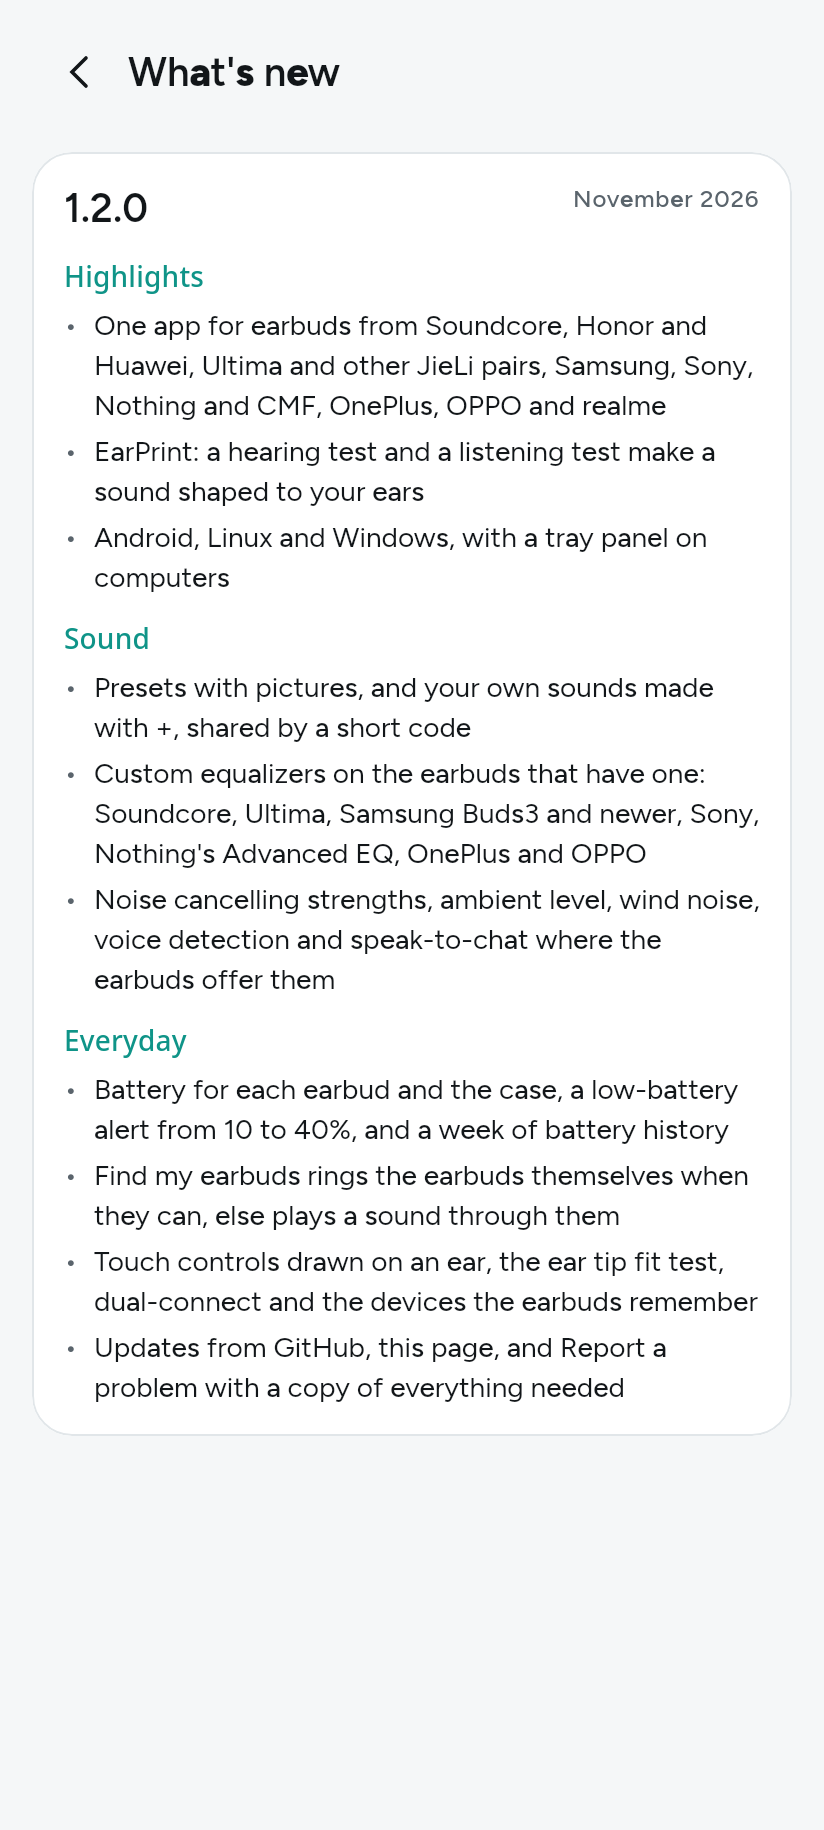 What's new
1.2.0
November 2026
Highlights
• One app for earbuds from Soundcore, Honor and
Huawei, Ultima and other JieLi pairs, Samsung, Sony,
Nothing and CMF, OnePlus, OPPO and realme
• EarPrint: a hearing test and a listening test make a
sound shaped to your ears
• Android, Linux and Windows, with a tray panel on
computers
Sound
• Presets with pictures, and your own sounds made
with +, shared by a short code
• Custom equalizers on the earbuds that have one:
Soundcore, Ultima, Samsung Buds3 and newer, Sony,
Nothing's Advanced EQ, OnePlus and OPPO
• Noise cancelling strengths, ambient level, wind noise,
voice detection and speak-to-chat where the
earbuds offer them
Everyday
• Battery for each earbud and the case, a low-battery
alert from 10 to 40%, and a week of battery history
• Find my earbuds rings the earbuds themselves when
they can, else plays a sound through them
• Touch controls drawn on an ear, the ear tip fit test,
dual-connect and the devices the earbuds remember
• Updates from GitHub, this page, and Report a
problem with a copy of everything needed